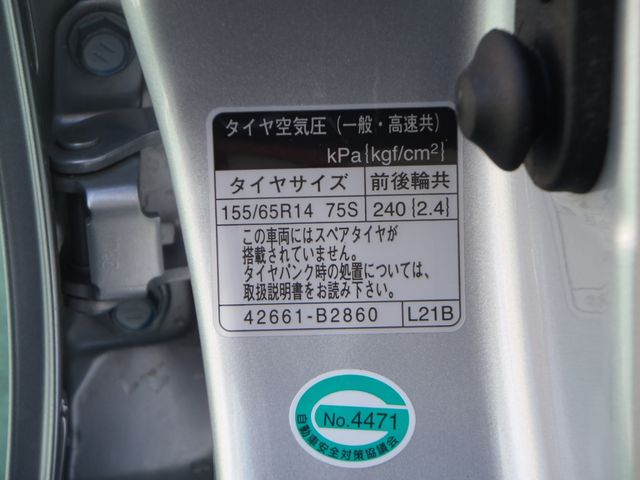 タイヤ空気圧(一般・高速共)
kPa{kgf/cm²}
タイヤサイズ 前後輪共
155/65R14 75S 240{2.4}
この車両にはスペアタイヤが
搭載されていません。
タイヤパンク時の処置については、
取扱説明書をお読み下さい。
42661-B2860 L21B
No.4471
自動車安全対策協議会